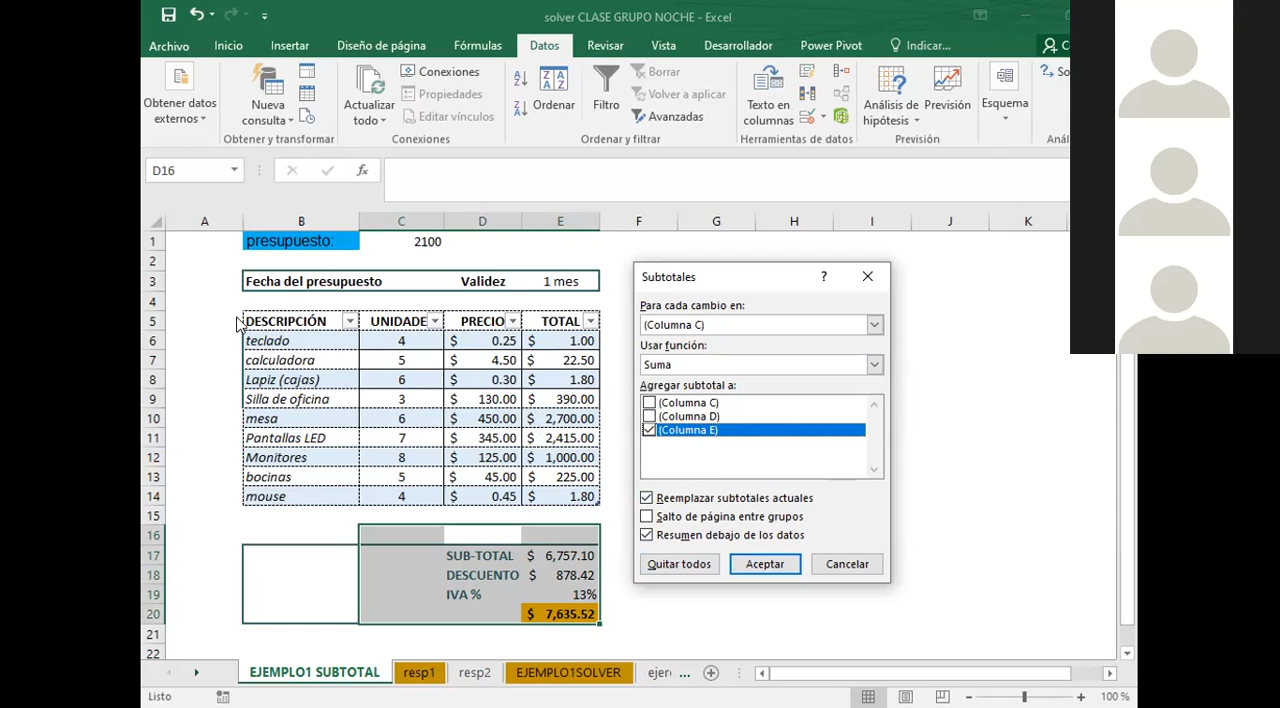 solver CLASE GRUPO NOCHE - Excel
Archivo Inicio Insertar Diseño de página Fórmulas Datos Revisar Vista Desarrollador Power Pivot Indicar...
Obtener datos externos
Nueva consulta
Obtener y transformar
Actualizar todo
Conexiones
Propiedades
Editar vínculos
Conexiones
Ordenar
Filtro
Borrar
Volver a aplicar
Avanzadas
Ordenar y filtrar
Texto en columnas
Herramientas de datos
Análisis de hipótesis
Previsión
Previsión
Esquema
D16
fx
A B C D E F G H I J K
1 presupuesto: 2100
2
3 Fecha del presupuesto Validez 1 mes
4
5 DESCRIPCIÓN UNIDADE PRECIO TOTAL
6 teclado 4 $ 0.25 $ 1.00
7 calculadora 5 $ 4.50 $ 22.50
8 Lapiz (cajas) 6 $ 0.30 $ 1.80
9 Silla de oficina 3 $ 130.00 $ 390.00
10 mesa 6 $ 450.00 $ 2,700.00
11 Pantallas LED 7 $ 345.00 $ 2,415.00
12 Monitores 8 $ 125.00 $ 1,000.00
13 bocinas 5 $ 45.00 $ 225.00
14 mouse 4 $ 0.45 $ 1.80
15
16
17 SUB-TOTAL $ 6,757.10
18 DESCUENTO $ 878.42
19 IVA % 13%
20 $ 7,635.52
21
22
Subtotales ?
Para cada cambio en:
(Columna C)
Usar función:
Suma
Agregar subtotal a:
(Columna C)
(Columna D)
(Columna E)
Reemplazar subtotales actuales
Salto de página entre grupos
Resumen debajo de los datos
Quitar todos Aceptar Cancelar
EJEMPLO1 SUBTOTAL resp1 resp2 EJEMPLO1SOLVER ...
Listo 100 %